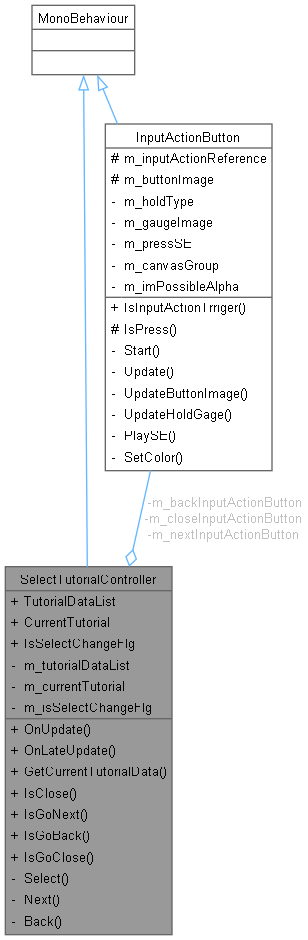 MonoBehaviour
InputActionButton
# m_inputActionReference
# m_buttonImage
- m_holdType
- m_gaugeImage
- m_pressSE
- m_canvasGroup
- m_imPossibleAlpha
+ IsInputActionTrriger()
# IsPress()
- Start()
- Update()
- UpdateButtonImage()
- UpdateHoldGage()
- PlaySE()
- SetColor()
-m_backInputActionButton
-m_closeInputActionButton
-m_nextInputActionButton
SelectTutorialController
+ TutorialDataList
+ CurrentTutorial
+ IsSelectChangeFlg
- m_tutorialDataList
- m_currentTutorial
- m_isSelectChangeFlg
+ OnUpdate()
+ OnLateUpdate()
+ GetCurrentTutorialData()
+ IsClose()
+ IsGoNext()
+ IsGoBack()
+ IsGoClose()
- Select()
- Next()
- Back()